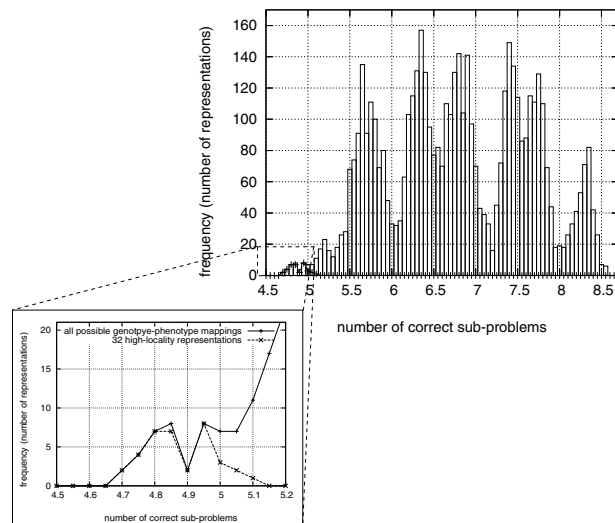 160
140
120
100
80
60
40
20
0
frequency (number of representations)
4.5 5 5.5 6 6.5 7 7.5 8 8.5
number of correct sub-problems
all possible genotpye-phenotype mappings
32 high-locality representations
20
15
10
5
0
frequency (number of representations)
4.5 4.6 4.7 4.8 4.9 5 5.1 5.2
number of correct sub-problems